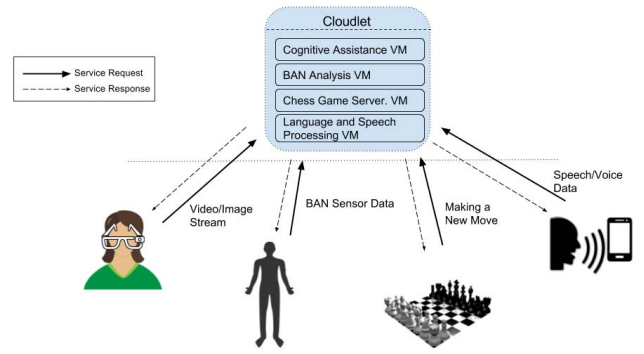 Cloudlet
Cognitive Assistance VM
BAN Analysis VM
Chess Game Server. VM
Language and Speech
Processing VM
Service Request
Service Response
Video/Image
Stream
BAN Sensor Data
Making a
New Move
Speech/Voice
Data